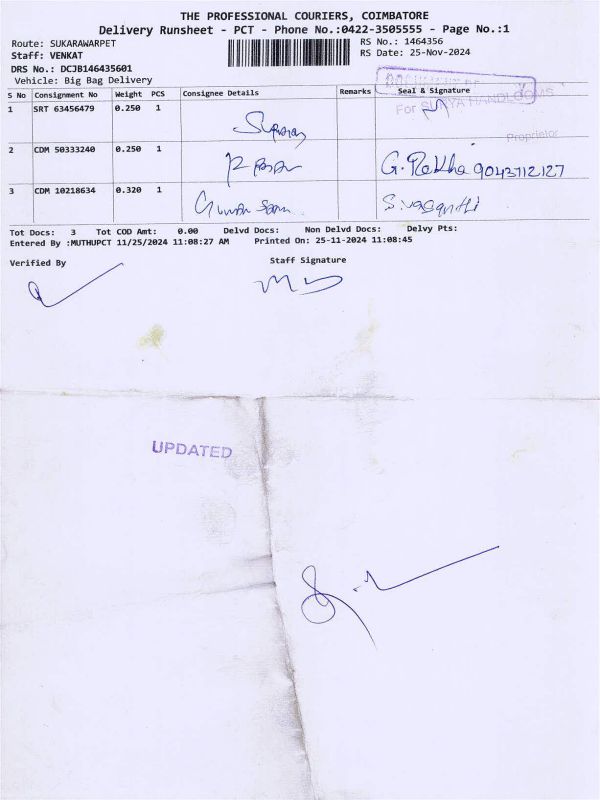 THE PROFESSIONAL COURIERS, COIMBATORE
Delivery Runsheet - PCT - Phone No.:0422-3505555 - Page No.:1
Route: SUKARAWARPET
RS No.: 1464356
Staff: VENKAT
RS Date: 25-Nov-2024
DRS No.: DCJB146435601
Vehicle: Big Bag Delivery
S No Consignment No Weight PCS Consignee Details Remarks Seal & Signature
1 SRT 63456479 0.250 1
For SURYA HANDLOOMS
Proprietor
2 CDM 50333240 0.250 1
G. Rekha 9043712127
3 CDM 10218634 0.320 1
S. vasanthi
Tot Docs: 3 Tot COD Amt: 0.00 Delvd Docs: Non Delvd Docs: Delvy Pts:
Entered By :MUTHUPCT 11/25/2024 11:08:27 AM Printed On: 25-11-2024 11:08:45
Verified By
Staff Signature
UPDATED